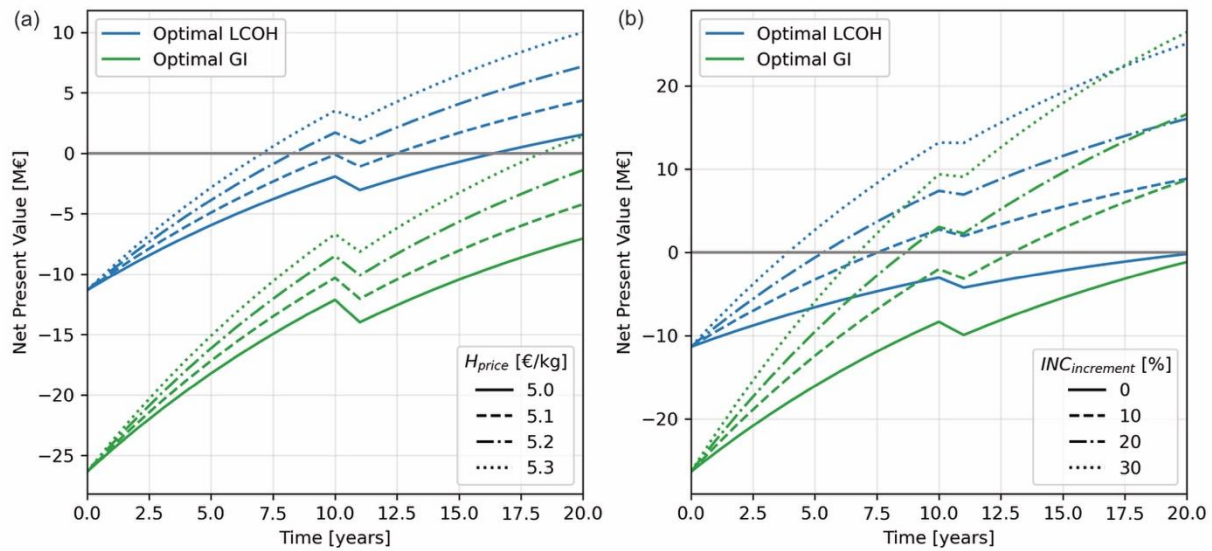 (a)
Optimal LCOH
Optimal GI
10
5
0
−5
−10
−15
−20
−25
Net Present Value [M€]
H_price [€/kg]
5.0
5.1
5.2
5.3
0.0 2.5 5.0 7.5 10.0 12.5 15.0 17.5 20.0
Time [years]
(b)
Optimal LCOH
Optimal GI
20
10
0
−10
−20
Net Present Value [M€]
INC_increment [%]
0
10
20
30
0.0 2.5 5.0 7.5 10.0 12.5 15.0 17.5 20.0
Time [years]